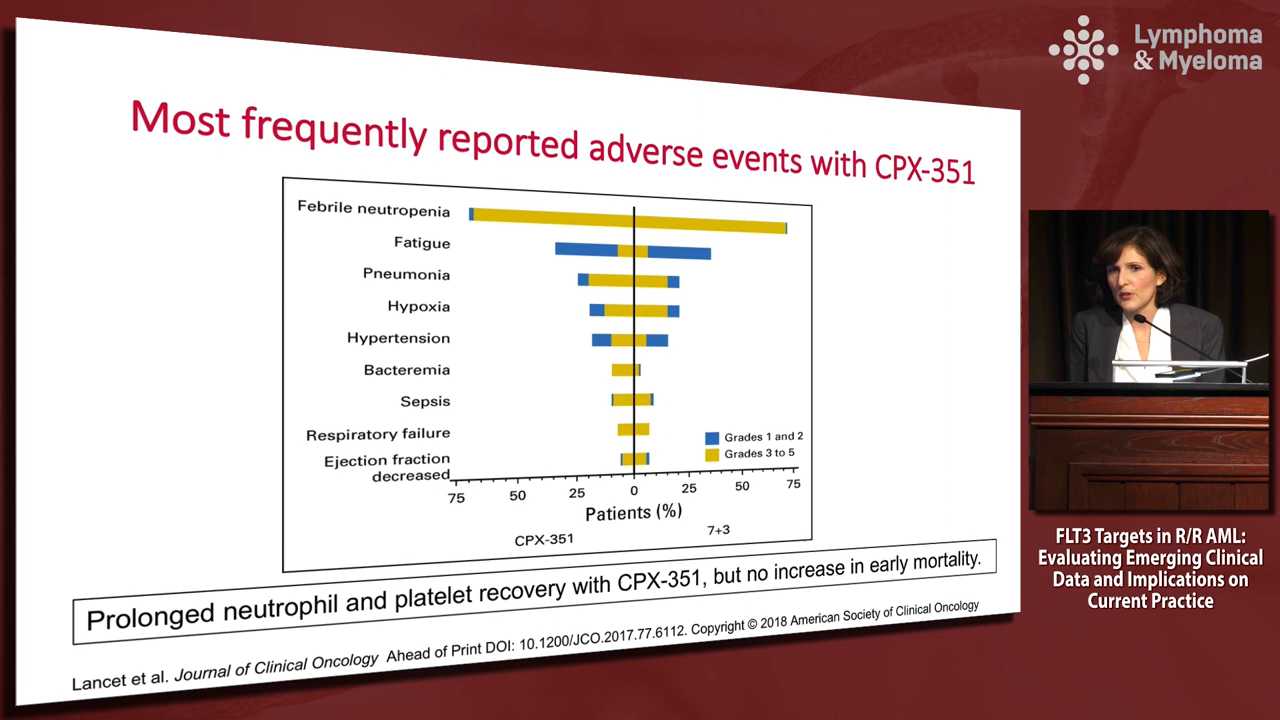 Lymphoma
& Myeloma
Most frequently reported adverse events with CPX-351
Febrile neutropenia
Fatigue
Pneumonia
Hypoxia
Hypertension
Bacteremia
Sepsis
Respiratory failure
Ejection fraction
decreased
Grades 1 and 2
Grades 3 to 5
75 50 25 0 25 50 75
Patients (%)
CPX-351 7+3
Prolonged neutrophil and platelet recovery with CPX-351, but no increase in early mortality.
Lancet et al. Journal of Clinical Oncology Ahead of Print DOI: 10.1200/JCO.2017.77.6112. Copyright © 2018 American Society of Clinical Oncology
FLT3 Targets in R/R AML:
Evaluating Emerging Clinical
Data and Implications on
Current Practice